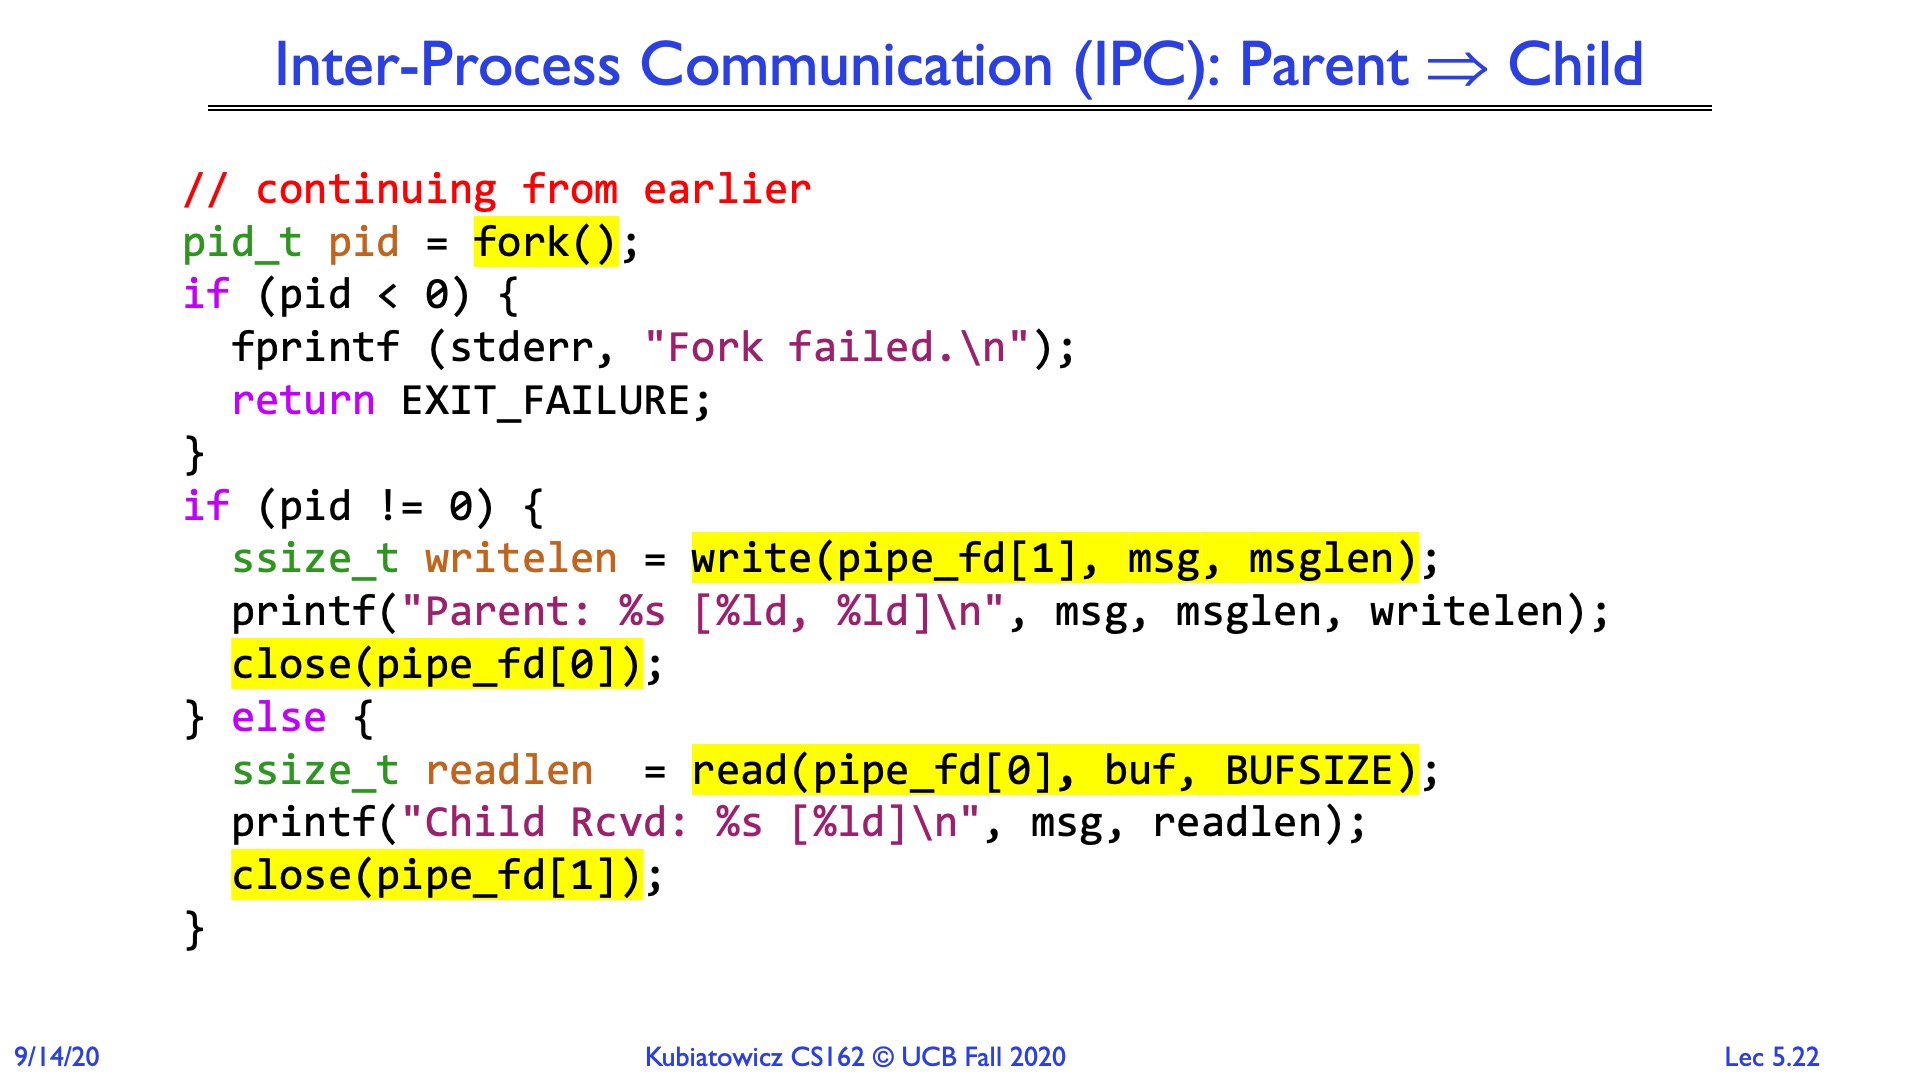 Inter-Process Communication (IPC): Parent ⇒ Child
// continuing from earlier
pid_t pid = fork();
if (pid < 0) {
  fprintf (stderr, "Fork failed.\n");
  return EXIT_FAILURE;
}
if (pid != 0) {
  ssize_t writelen = write(pipe_fd[1], msg, msglen);
  printf("Parent: %s [%ld, %ld]\n", msg, msglen, writelen);
  close(pipe_fd[0]);
} else {
  ssize_t readlen  = read(pipe_fd[0], buf, BUFSIZE);
  printf("Child Rcvd: %s [%ld]\n", msg, readlen);
  close(pipe_fd[1]);
}
9/14/20 Kubiatowicz CS162 © UCB Fall 2020 Lec 5.22